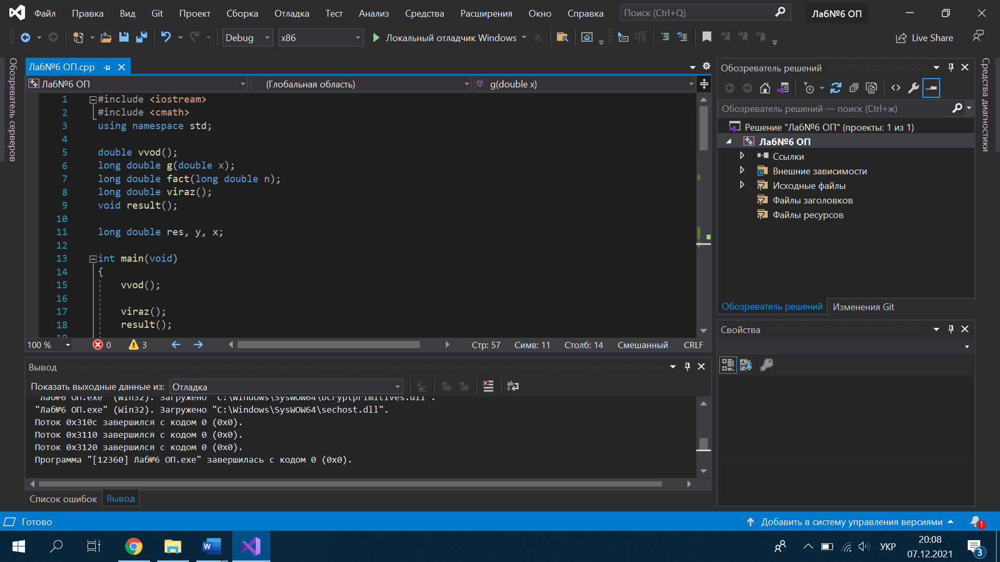 Файл Правка Вид Git Проект Сборка Отладка Тест Анализ Средства Расширения Окно Справка Поиск (Ctrl+Q) Лаб№6 ОП
Debug x86 Локальный отладчик Windows Live Share
Обозреватель серверов
Лаб№6 ОП.cpp
Лаб№6 ОП (Глобальная область) g(double x)
1 #include <iostream>
2 #include <cmath>
3 using namespace std;
4
5 double vvod();
6 long double g(double x);
7 long double fact(long double n);
8 long double viraz();
9 void result();
10
11 long double res, y, x;
12
13 int main(void)
14 {
15 vvod();
16
17 viraz();
18 result();
19
100 % 0 3 Стр: 57 Симв: 11 Столб: 14 Смешанный CRLF
Вывод
Показать выходные данные из: Отладка
"Лаб№6 ОП.exe" (Win32). Загружено "C:\Windows\SysWOW64\bcryptprimitives.dll".
"Лаб№6 ОП.exe" (Win32). Загружено "C:\Windows\SysWOW64\sechost.dll".
Поток 0x310c завершился с кодом 0 (0x0).
Поток 0x3110 завершился с кодом 0 (0x0).
Поток 0x3120 завершился с кодом 0 (0x0).
Программа "[12360] Лаб№6 ОП.exe" завершилась с кодом 0 (0x0).
Список ошибок Вывод
Обозреватель решений
Обозреватель решений — поиск (Ctrl+ж)
Решение "Лаб№6 ОП" (проекты: 1 из 1)
Лаб№6 ОП
Ссылки
Внешние зависимости
Исходные файлы
Файлы заголовков
Файлы ресурсов
Обозреватель решений Изменения Git
Свойства
Средства диагностики
Готово Добавить в систему управления версиями 1
УКР 20:08
07.12.2021 3